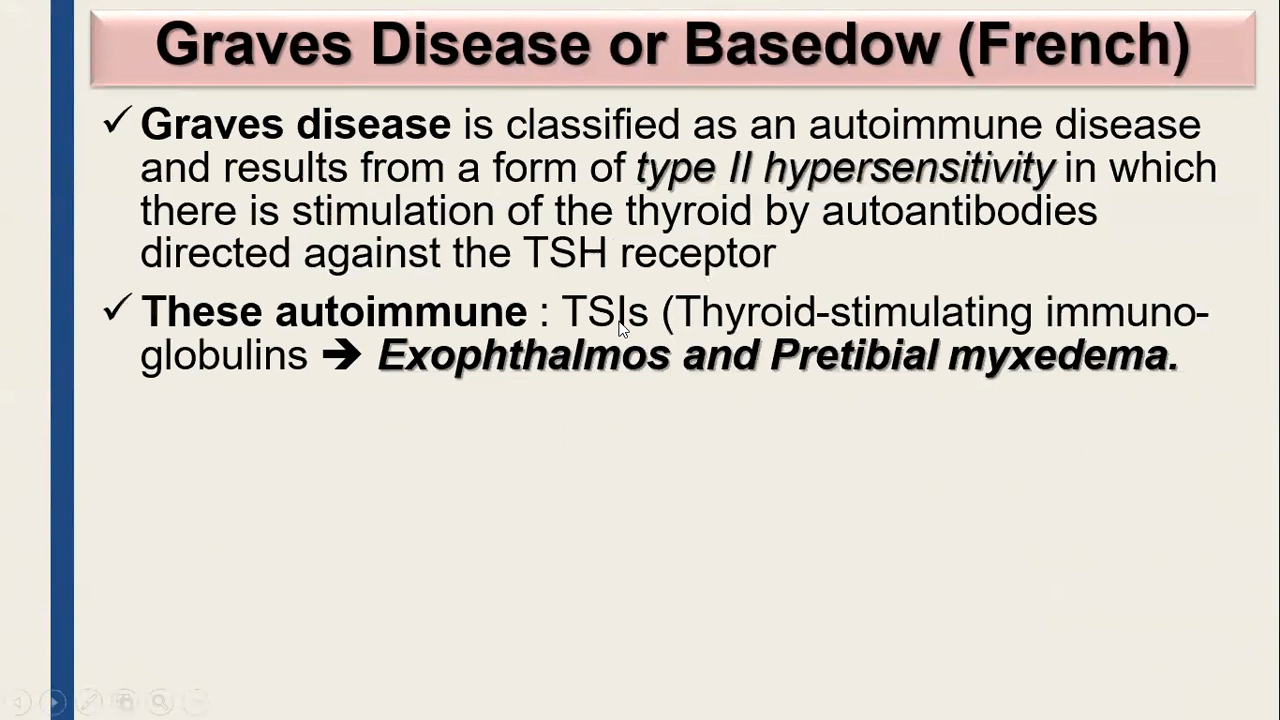 Graves Disease or Basedow (French)
✓ Graves disease is classified as an autoimmune disease
and results from a form of type II hypersensitivity in which
there is stimulation of the thyroid by autoantibodies
directed against the TSH receptor
✓ These autoimmune : TSIs (Thyroid-stimulating immuno-
globulins ➔ Exophthalmos and Pretibial myxedema.